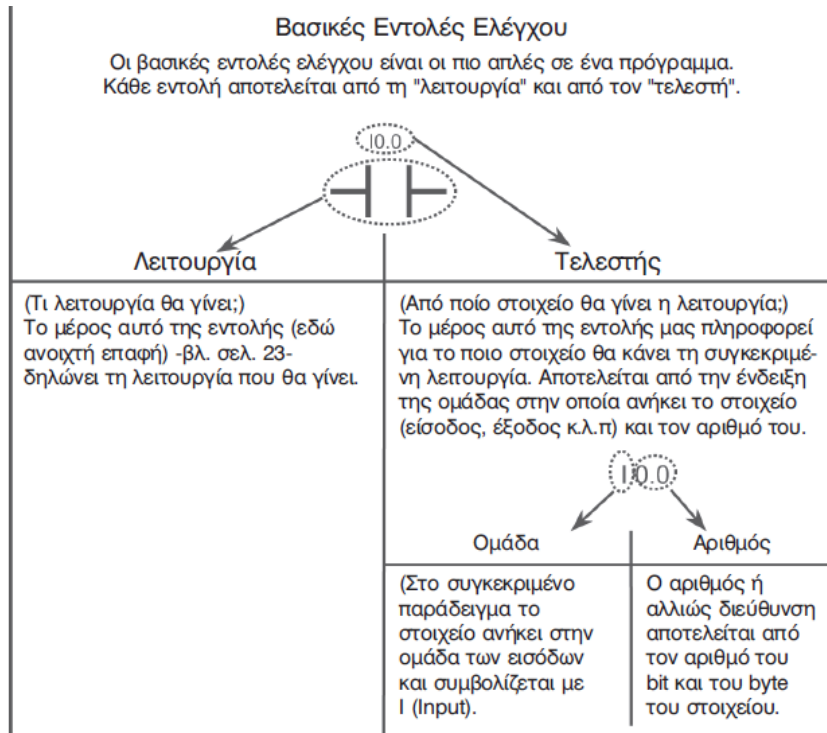 Βασικές Εντολές Ελέγχου
Οι βασικές εντολές ελέγχου είναι οι πιο απλές σε ένα πρόγραμμα.
Κάθε εντολή αποτελείται από τη "λειτουργία" και από τον "τελεστή".
I0.0
Λειτουργία
(Τι λειτουργία θα γίνει;)
Το μέρος αυτό της εντολής (εδώ
ανοιχτή επαφή) -βλ. σελ. 23-
δηλώνει τη λειτουργία που θα γίνει.
Τελεστής
(Από ποίο στοιχείο θα γίνει η λειτουργία;)
Το μέρος αυτό της εντολής μας πληροφορεί
για το ποιο στοιχείο θα κάνει τη συγκεκριμέ-
νη λειτουργία. Αποτελείται από την ένδειξη
της ομάδας στην οποία ανήκει το στοιχείο
(είσοδος, έξοδος κ.λ.π) και τον αριθμό του.
I0.0
Ομάδα
(Στο συγκεκριμένο
παράδειγμα το
στοιχείο ανήκει στην
ομάδα των εισόδων
και συμβολίζεται με
I (Input).
Αριθμός
Ο αριθμός ή
αλλιώς διεύθυνση
αποτελείται από
τον αριθμό του
bit και του byte
του στοιχείου.